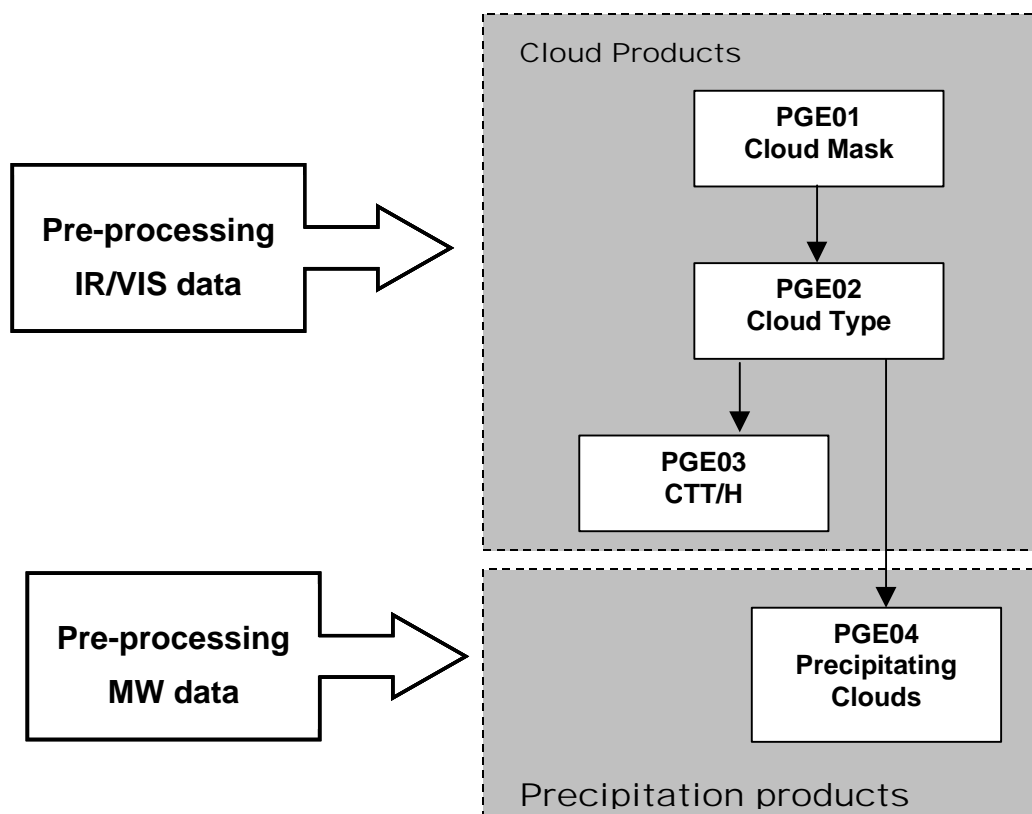 Cloud Products
PGE01
Cloud Mask
Pre-processing
IR/VIS data
PGE02
Cloud Type
PGE03
CTT/H
Pre-processing
MW data
PGE04
Precipitating
Clouds
Precipitation products